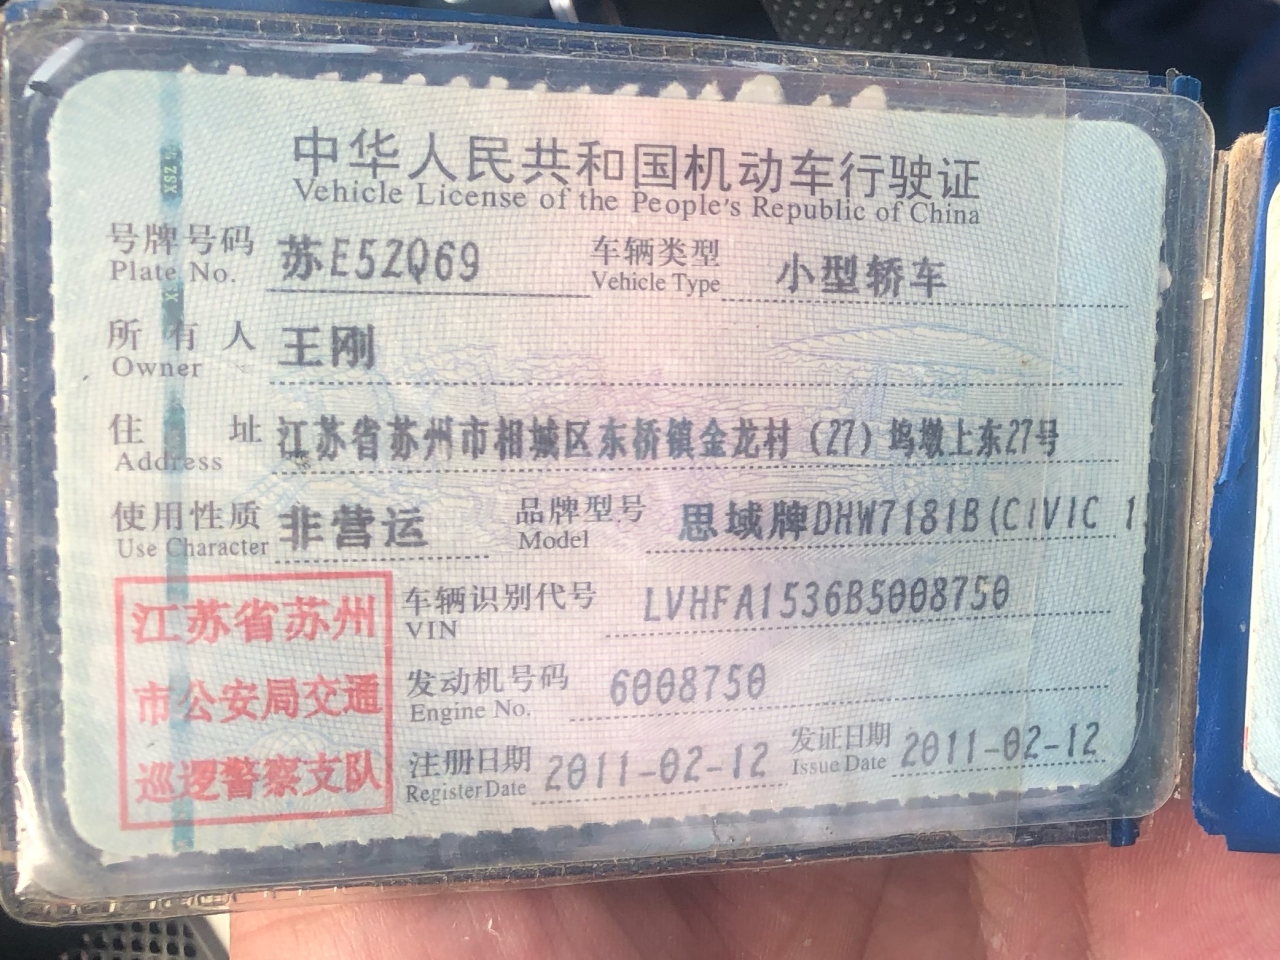 中华人民共和国机动车行驶证
Vehicle License of the People's Republic of China
号牌号码 苏E5ZQ69 车辆类型 小型轿车
Plate No. Vehicle Type
所有人 王刚
Owner
住址 江苏省苏州市相城区东桥镇金龙村（27）坞墩上东27号
Address
使用性质 非营运 品牌型号 思域牌DHW7181B(CIVIC 1
Use Character Model
江苏省苏州
市公安局交通
巡逻警察支队
车辆识别代号 LVHFA1536B5008750
VIN
发动机号码 6008750
Engine No.
注册日期 2011-02-12 发证日期 2011-02-12
Register Date Issue Date
XSZ